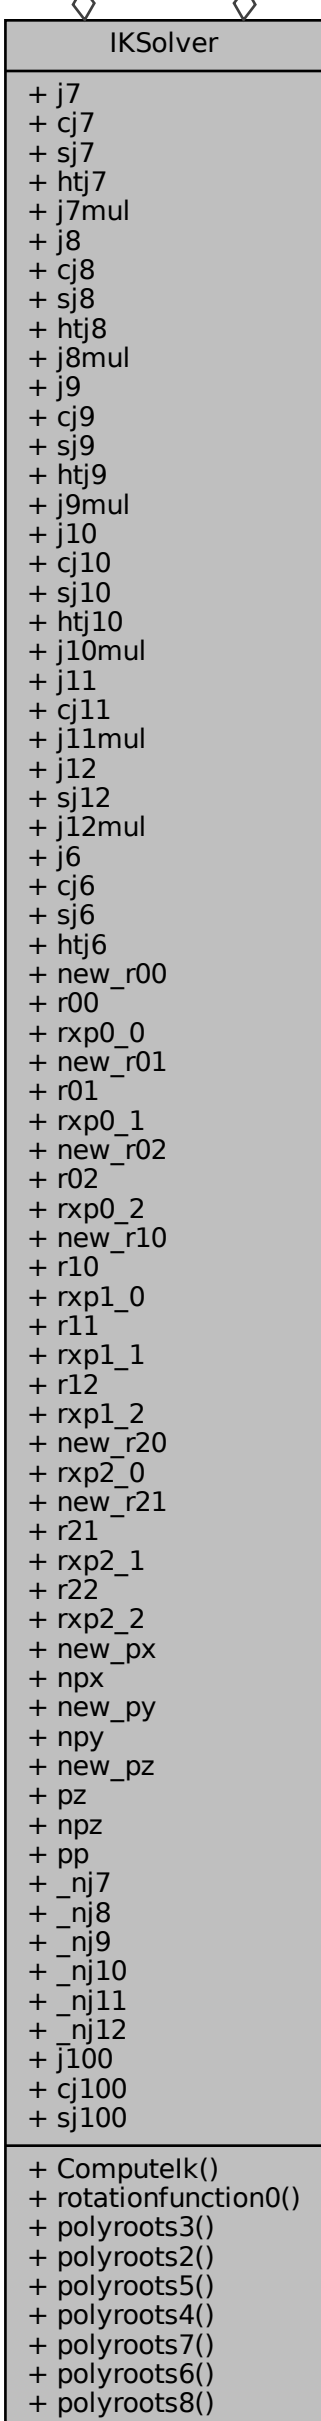 IKSolver
+ j7
+ cj7
+ sj7
+ htj7
+ j7mul
+ j8
+ cj8
+ sj8
+ htj8
+ j8mul
+ j9
+ cj9
+ sj9
+ htj9
+ j9mul
+ j10
+ cj10
+ sj10
+ htj10
+ j10mul
+ j11
+ cj11
+ j11mul
+ j12
+ sj12
+ j12mul
+ j6
+ cj6
+ sj6
+ htj6
+ new_r00
+ r00
+ rxp0_0
+ new_r01
+ r01
+ rxp0_1
+ new_r02
+ r02
+ rxp0_2
+ new_r10
+ r10
+ rxp1_0
+ r11
+ rxp1_1
+ r12
+ rxp1_2
+ new_r20
+ rxp2_0
+ new_r21
+ r21
+ rxp2_1
+ r22
+ rxp2_2
+ new_px
+ npx
+ new_py
+ npy
+ new_pz
+ pz
+ npz
+ pp
+ _nj7
+ _nj8
+ _nj9
+ _nj10
+ _nj11
+ _nj12
+ j100
+ cj100
+ sj100
+ ComputeIk()
+ rotationfunction0()
+ polyroots3()
+ polyroots2()
+ polyroots5()
+ polyroots4()
+ polyroots7()
+ polyroots6()
+ polyroots8()